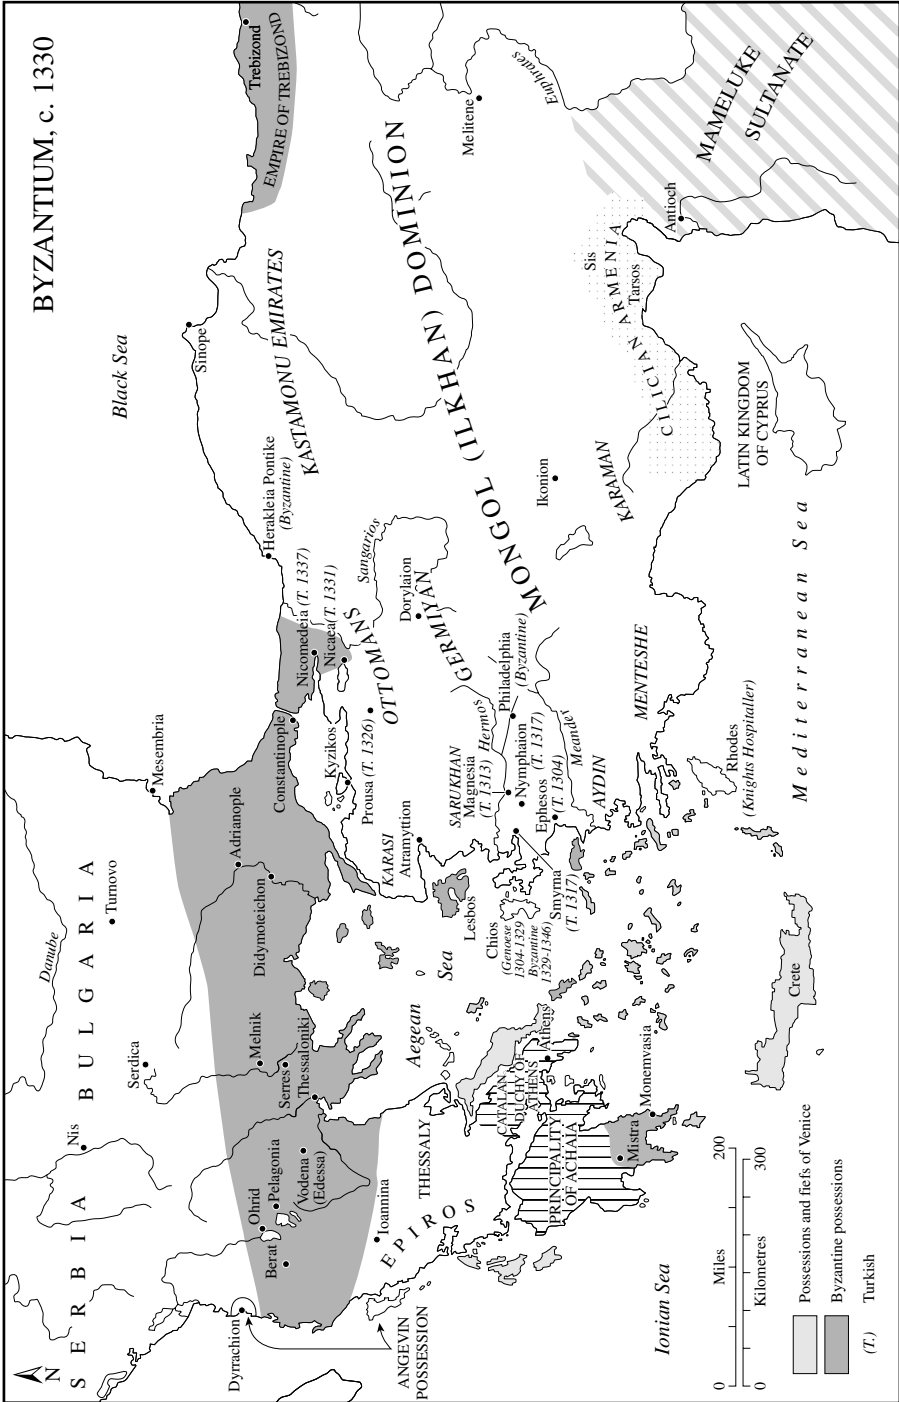 BYZANTIUM, c. 1330
N
SERBIA
Nis
Danube
BULGARIA
Turnovo
Serdica
Mesembria
Black Sea
Sinope
Trebizond
EMPIRE OF TREBIZOND
Dyrrachion
Berat
Ohrid
Pelagonia
Vodena
(Edessa)
Serres
Melnik
Thessaloniki
Didymoteichon
Adrianople
Constantinople
Nicomedeia (T. 1337)
Nicaea (T. 1331)
Herakleia Pontike
(Byzantine)
KASTAMONU EMIRATES
Sangarios
Kyzikos
Prousa (T. 1326)
OTTOMANS
Dorylaion
GERMIYAN
MONGOL (ILKHAN) DOMINION
Melitene
Euphrates
MAMELUKE
SULTANATE
ANGEVIN
POSSESSION
Ioannina
EPIROS
THESSALY
Aegean
Sea
KARASI
Atramyttion
Lesbos
SARUKHAN
Magnesia
(T. 1313)
Hermos
Philadelphia
(Byzantine)
Nymphaion
(T. 1317)
Chios
(Genoese
1304-1329
Byzantine
1329-1346)
Smyrna
(T. 1317)
Ephesos
(T. 1304)
Meander
AYDIN
MENTESHE
Ikonion
KARAMAN
CILICIAN ARMENIA
Sis
Tarsos
Antioch
CATALAN
DUCHY OF
ATHENS
Athens
PRINCIPALITY
OF ACHAIA
Mistra
Monemvasia
Rhodes
(Knights Hospitaller)
LATIN KINGDOM
OF CYPRUS
Crete
Mediterranean Sea
Ionian Sea
0 Miles 200
0 Kilometres 300
Possessions and fiefs of Venice
Byzantine possessions
(T.) Turkish